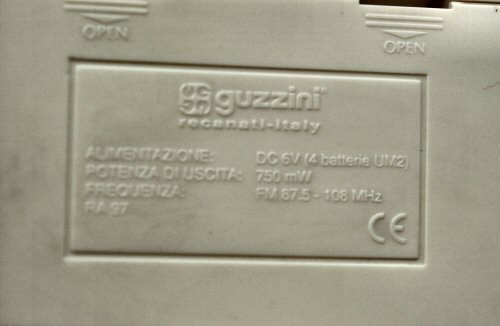 OPEN
OPEN
guzzini
recanati-italy
ALIMENTAZIONE: DC 6V (4 batterie UM2)
POTENZA DI USCITA: 750 mW
FREQUENZA: FM 87.5 - 108 MHz
RA 97
CE